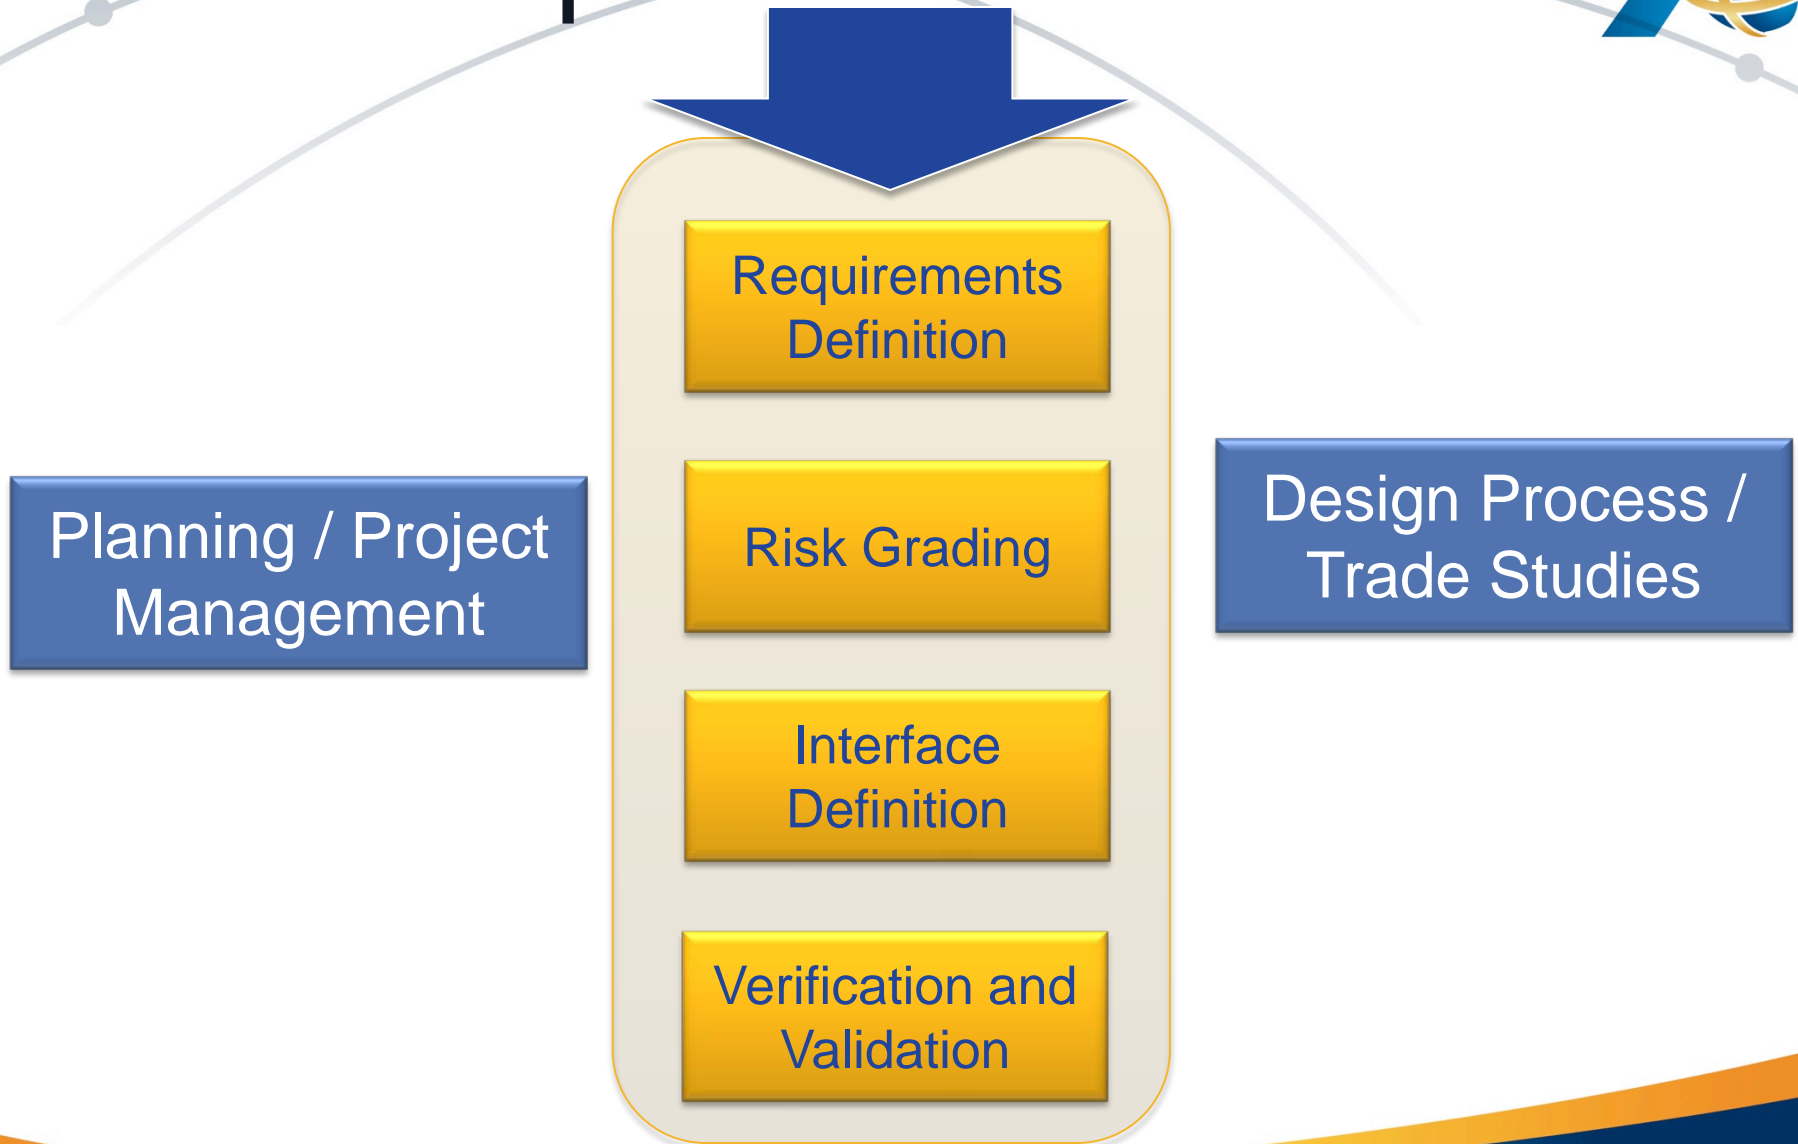 Requirements
Definition
Planning / Project
Management
Risk Grading
Design Process /
Trade Studies
Interface
Definition
Verification and
Validation